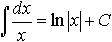 ∫ dx/x = ln|x| + C